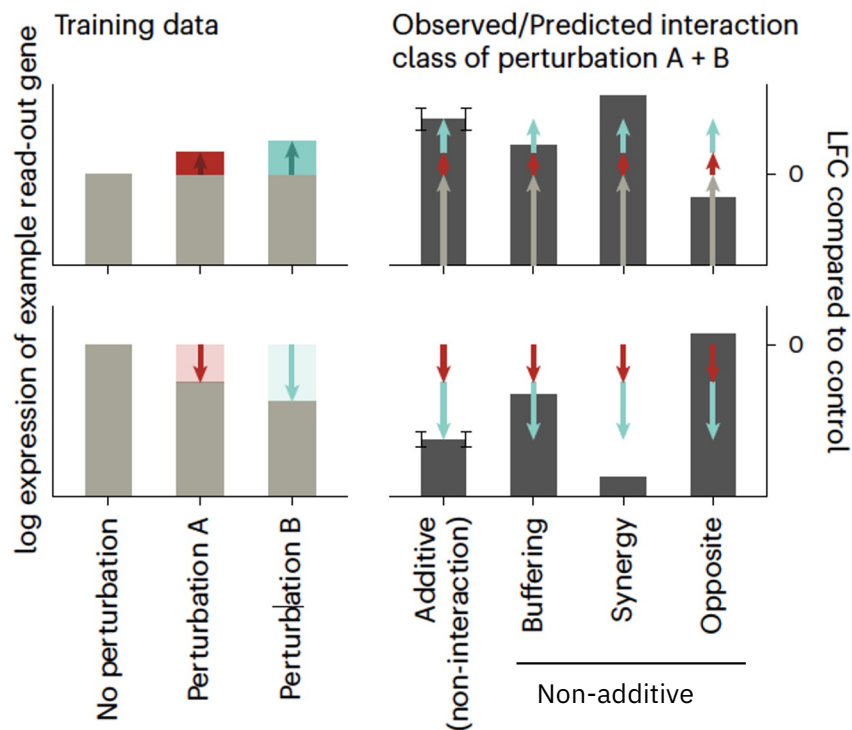 Training data
Observed/Predicted interaction
class of perturbation A + B
log expression of example read-out gene
LFC compared to control
0
0
No perturbation
Perturbation A
Perturbation B
Additive
(non-interaction)
Buffering
Synergy
Opposite
Non-additive